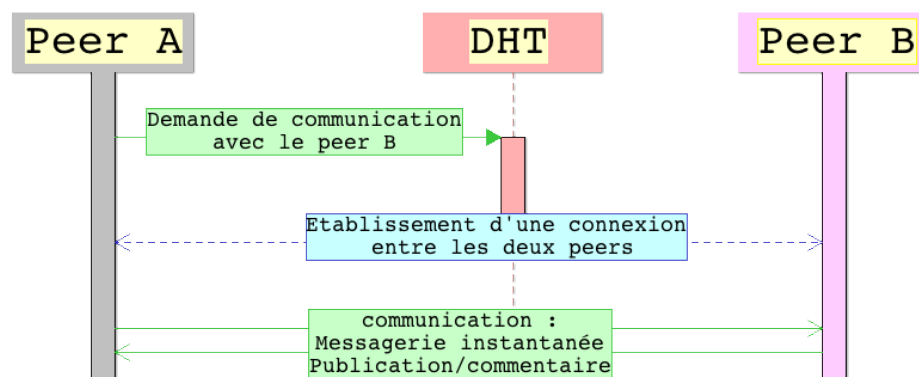 Peer A
DHT
Peer B
Demande de communication
avec le peer B
Etablissement d'une connexion
entre les deux peers
communication :
Messagerie instantanée
Publication/commentaire